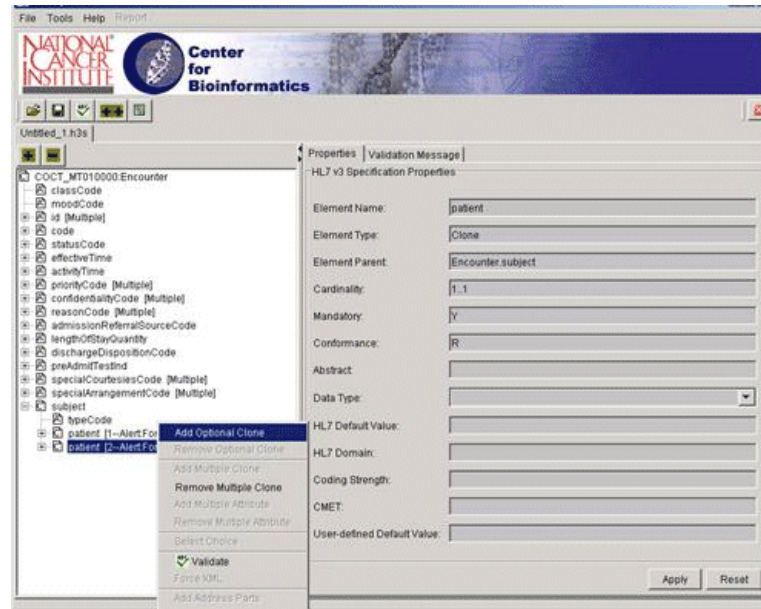 File Tools Help Report
NATIONAL
CANCER
INSTITUTE
Center
for
Bioinformatics
Untitled_1.h3s
Properties
Validation Message
HL7 v3 Specification Properties
COCT_MT010000.Encounter
classCode
moodCode
id [Multiple]
code
statusCode
effectiveTime
activityTime
priorityCode [Multiple]
confidentialityCode [Multiple]
reasonCode [Multiple]
admissionReferralSourceCode
lengthOfStayQuantity
dischargeDispositionCode
preAdmitTestInd
specialCourtesiesCode [Multiple]
specialArrangementCode [Multiple]
subject
typeCode
patient [1--AlertFor
patient [2--AlertFor
Add Optional Clone
Remove Optional Clone
Add Multiple Clone
Remove Multiple Clone
Add Multiple Attribute
Remove Multiple Attribute
Select Choice
Validate
Force XML
Add Address Parts
Element Name: patient
Element Type: Clone
Element Parent: Encounter.subject
Cardinality: 1..1
Mandatory: Y
Conformance: R
Abstract:
Data Type:
HL7 Default Value:
HL7 Domain:
Coding Strength:
CMET:
User-defined Default Value:
Apply Reset